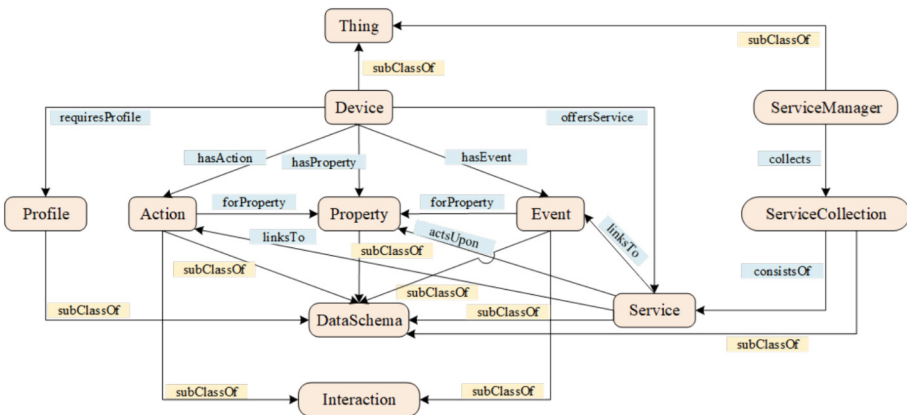 Thing
subClassOf
subClassOf
Device
ServiceManager
requiresProfile
offersService
hasAction
hasProperty
hasEvent
collects
Profile
Action
forProperty
Property
forProperty
Event
ServiceCollection
linksTo
actsUpon
linksTo
subClassOf
subClassOf
consistsOf
subClassOf
subClassOf
DataSchema
subClassOf
Service
subClassOf
subClassOf
Interaction
subClassOf